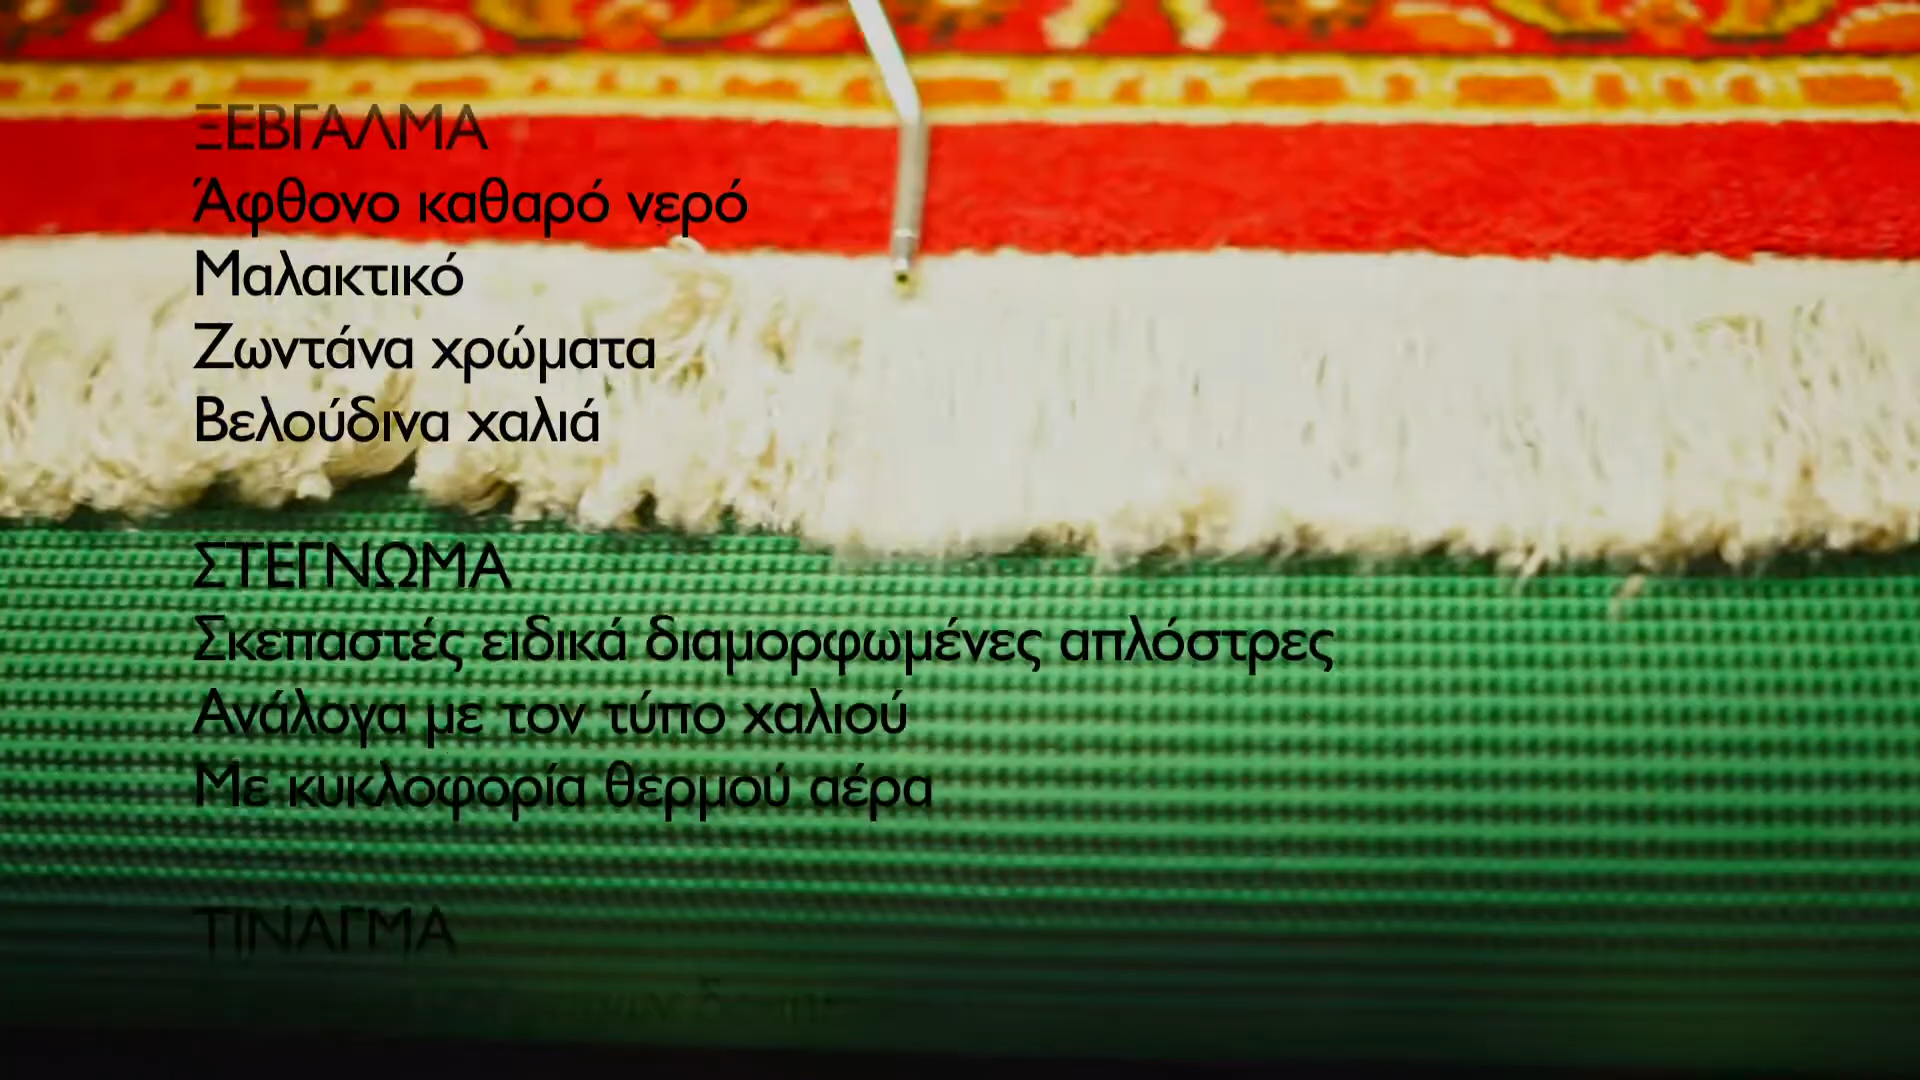 ΞΕΒΓΑΛΜΑ
Άφθονο καθαρό νερό
Μαλακτικό
Ζωντάνα χρώματα
Βελούδινα χαλιά
ΣΤΕΓΝΩΜΑ
Σκεπαστές ειδικά διαμορφωμένες απλόστρες
Ανάλογα με τον τύπο χαλιού
Με κυκλοφορία θερμού αέρα
ΤΙΝΑΓΜΑ